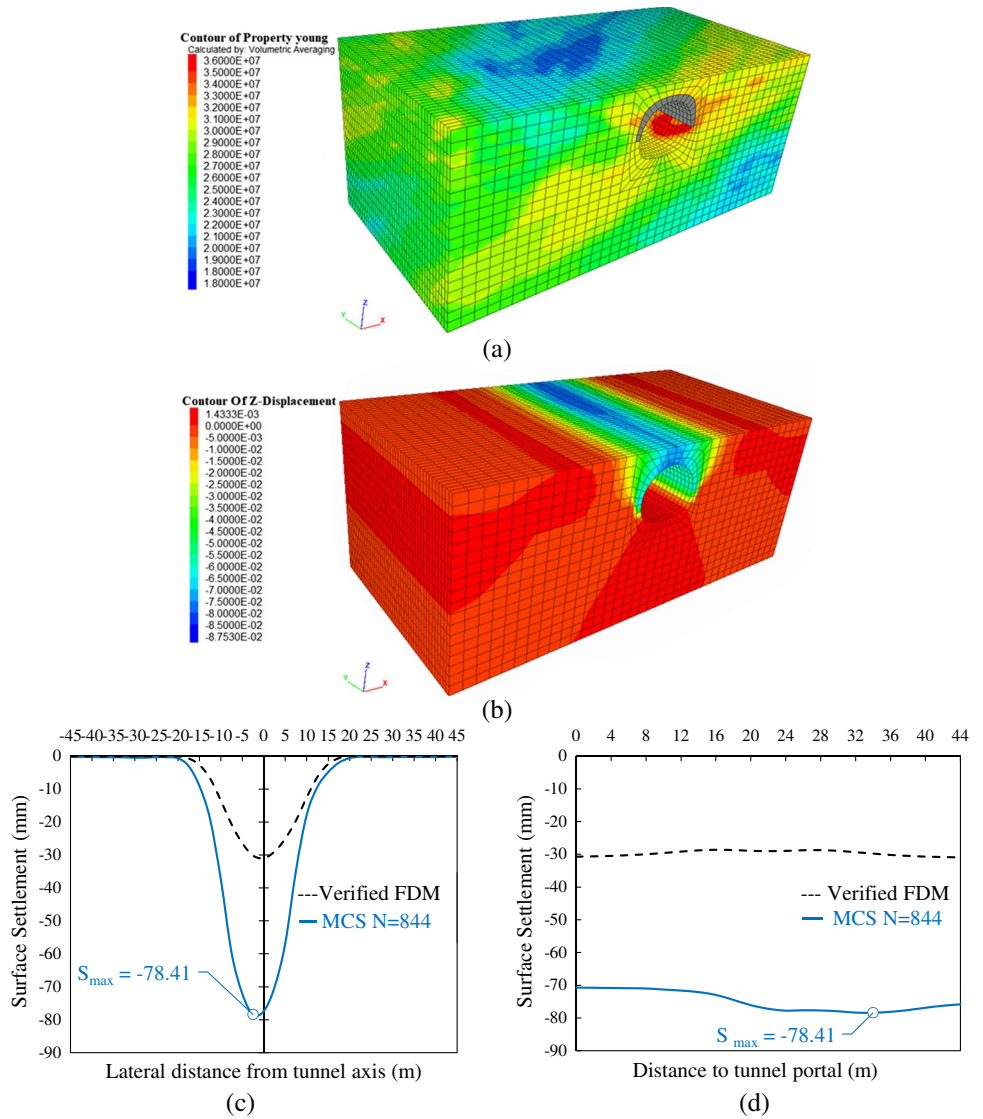 Contour of Property young
Calculated by: Volumetric Averaging
3.6000E+07
3.5000E+07
3.4000E+07
3.3000E+07
3.2000E+07
3.1000E+07
3.0000E+07
2.9000E+07
2.8000E+07
2.7000E+07
2.6000E+07
2.5000E+07
2.4000E+07
2.3000E+07
2.2000E+07
2.1000E+07
2.0000E+07
1.9000E+07
1.8000E+07
1.8000E+07
Z
Y
X
(a)
Contour Of Z-Displacement
1.4333E-03
0.0000E+00
-5.0000E-03
-1.0000E-02
-1.5000E-02
-2.0000E-02
-2.5000E-02
-3.0000E-02
-3.5000E-02
-4.0000E-02
-4.5000E-02
-5.0000E-02
-5.5000E-02
-6.0000E-02
-6.5000E-02
-7.0000E-02
-7.5000E-02
-8.0000E-02
-8.5000E-02
-8.7530E-02
Z
Y
X
(b)
-45 -40 -35 -30 -25 -20 -15 -10 -5 0 5 10 15 20 25 30 35 40 45
0
-10
-20
-30
-40
-50
-60
-70
-80
-90
Surface Settlement (mm)
Verified FDM
MCS N=844
Smax = -78.41
Lateral distance from tunnel axis (m)
(c)
0 4 8 12 16 20 24 28 32 36 40 44
0
-10
-20
-30
-40
-50
-60
-70
-80
-90
Surface Settlement (mm)
Verified FDM
MCS N=844
S max = -78.41
Distance to tunnel portal (m)
(d)